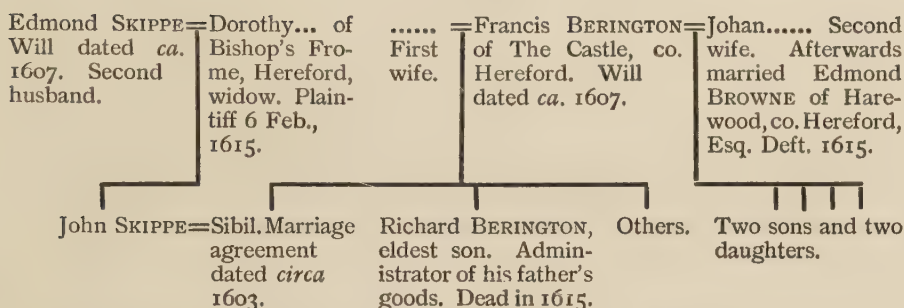 Edmond SKIPPE=
Will dated ca.
1607. Second
husband.
Dorothy... of
Bishop's Fro-
me, Hereford,
widow. Plain-
tiff 6 Feb.,
1615.
......
First
wife.
=Francis BERINGTON=
of The Castle, co.
Hereford. Will
dated ca. 1607.
Johan...... Second
wife. Afterwards
married Edmond
BROWNE of Hare-
wood, co. Hereford,
Esq. Deft. 1615.
John SKIPPE=
Sibil. Marriage
agreement
dated circa
1603.
Richard BERINGTON,
eldest son. Admin-
istrator of his father's
goods. Dead in 1615.
Others.
Two sons and two
daughters.